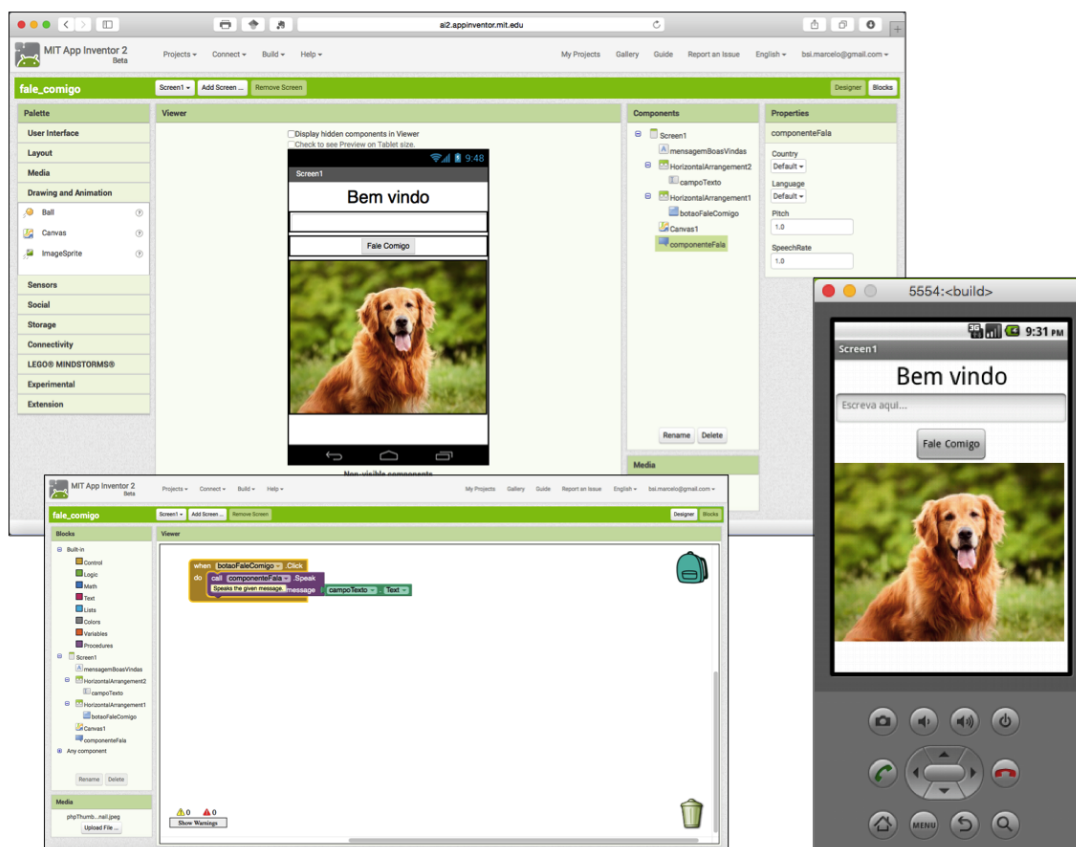 ai2.appinventor.mit.edu
MIT App Inventor 2
Beta
Projects Connect Build Help
My Projects Gallery Guide Report an Issue English bsi.marcelo@gmail.com
fale_comigo
Screen1 Add Screen ... Remove Screen
Designer Blocks
Palette
User Interface
Layout
Media
Drawing and Animation
Ball
Canvas
ImageSprite
Sensors
Social
Storage
Connectivity
LEGO® MINDSTORMS®
Experimental
Extension
Viewer
Display hidden components in Viewer
Check to see Preview on Tablet size.
9:48
Screen1
Bem vindo
Fale Comigo
Non-visible components
Components
Screen1
mensagemBoasVindas
HorizontalArrangement2
campoTexto
HorizontalArrangement1
botaoFaleComigo
Canvas1
componenteFala
Rename Delete
Media
Properties
componenteFala
Country
Default
Language
Default
Pitch
1.0
SpeechRate
1.0
MIT App Inventor 2
Beta
Projects Connect Build Help
My Projects Gallery Guide Report an Issue English bsi.marcelo@gmail.com
fale_comigo
Screen1 Add Screen ... Remove Screen
Designer Blocks
Blocks
Built-in
Control
Logic
Math
Text
Lists
Colors
Variables
Procedures
Screen1
mensagemBoasVindas
HorizontalArrangement2
campoTexto
HorizontalArrangement1
botaoFaleComigo
Canvas1
componenteFala
Any component
Rename Delete
Media
phpThumb...nail.jpeg
Upload File ...
Viewer
when botaoFaleComigo .Click
do call componenteFala .Speak
Speaks the given message. message campoTexto . Text
0 0
Show Warnings
5554:<build>
3G 9:31 PM
Screen1
Bem vindo
Escreva aqui...
Fale Comigo
MENU